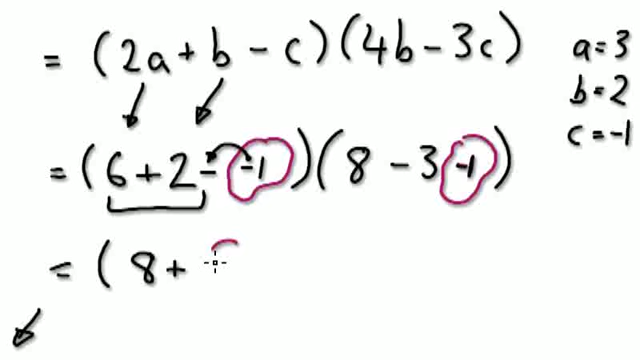 = (2a + b - c)(4b - 3c)
a = 3
b = 2
c = -1
= (6 + 2 - -1)(8 - 3 -1)
= (8 +